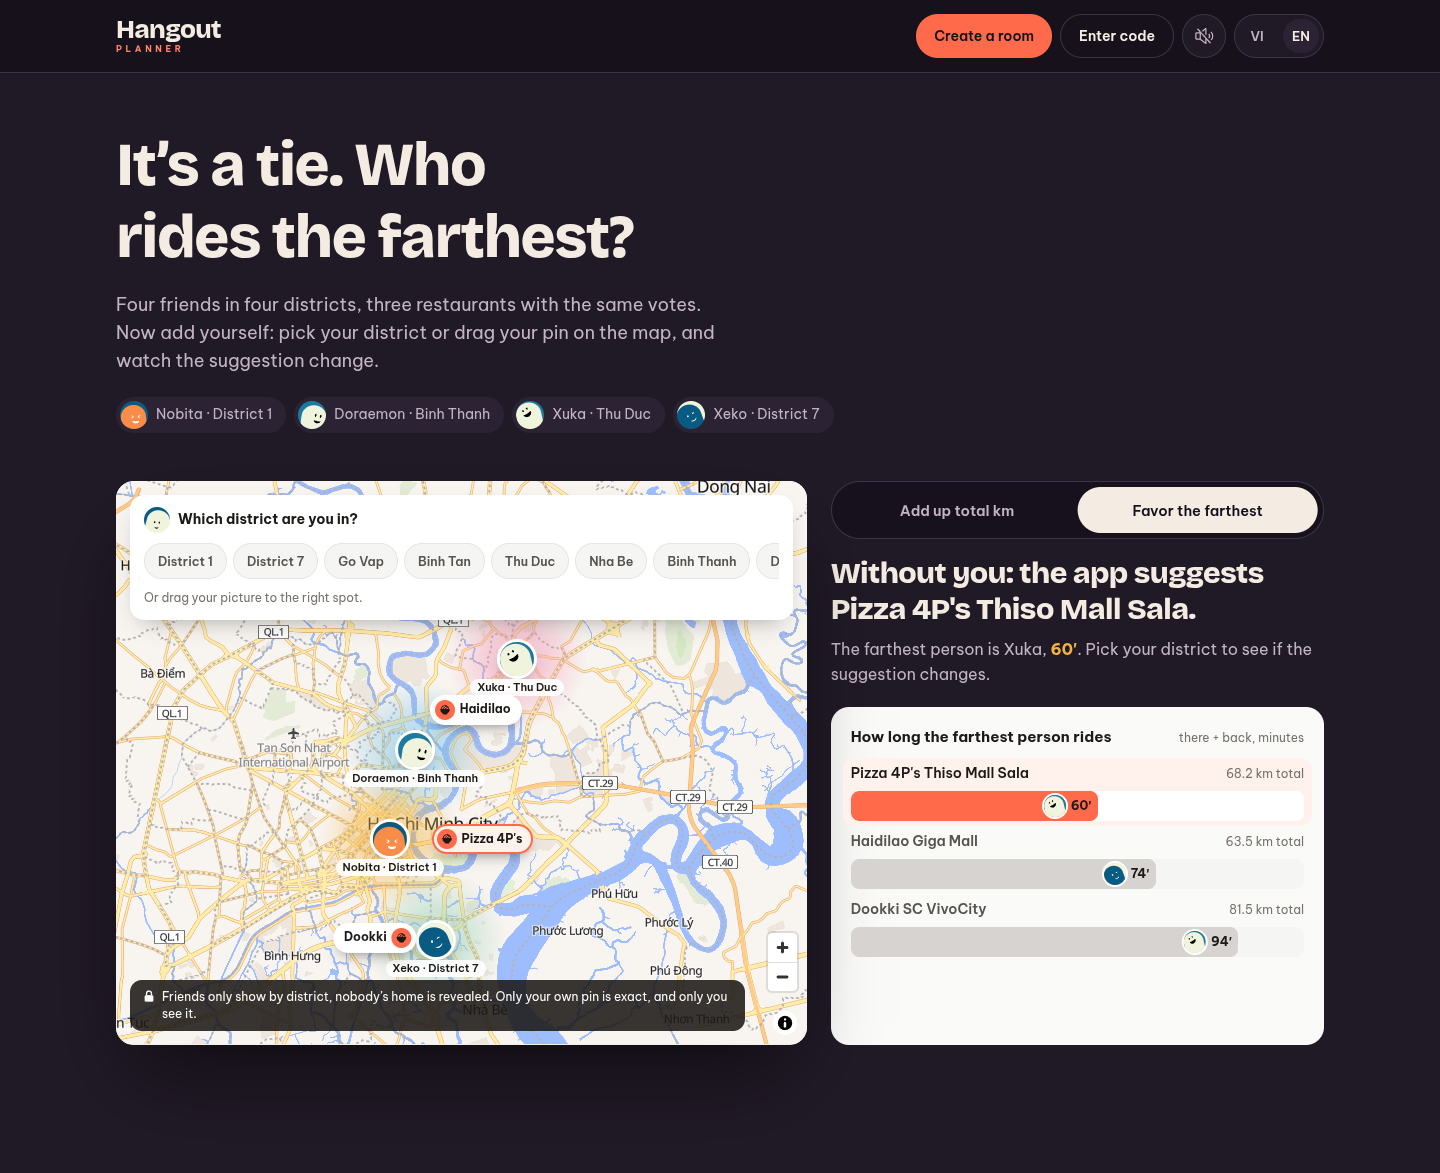 Hangout
PLANNER
Create a room
Enter code
VI
EN
It's a tie. Who
rides the farthest?
Four friends in four districts, three restaurants with the same votes.
Now add yourself: pick your district or drag your pin on the map, and
watch the suggestion change.
Nobita · District 1
Doraemon · Binh Thanh
Xuka · Thu Duc
Xeko · District 7
Dong Nai
Which district are you in?
District 1
District 7
Go Vap
Binh Tan
Thu Duc
Nha Be
Binh Thanh
D
Or drag your picture to the right spot.
H
QL.1
QL.1
Bà Điểm
Xuka · Thu Duc
QL.1
Haidilao
Tan Son Nhat
International Airport
Doraemon · Binh Thanh
CT.29
CT.29
CT.29
Ho Chi Minh City
Pizza 4P's
Nobita · District 1
CT.40
Phú Hữu
Phước Lý
Phước Lương
Dookki
QL.1
Bình Hưng
Xeko · District 7
Phú Đông
Friends only show by district, nobody's home is revealed. Only your own pin is exact, and only you
see it.
Nhà Bè
Nhơn Thạnh
n Túc
Add up total km
Favor the farthest
Without you: the app suggests
Pizza 4P's Thiso Mall Sala.
The farthest person is Xuka, 60′. Pick your district to see if the
suggestion changes.
How long the farthest person rides
there + back, minutes
Pizza 4P's Thiso Mall Sala
68.2 km total
60′
Haidilao Giga Mall
63.5 km total
74′
Dookki SC VivoCity
81.5 km total
94′